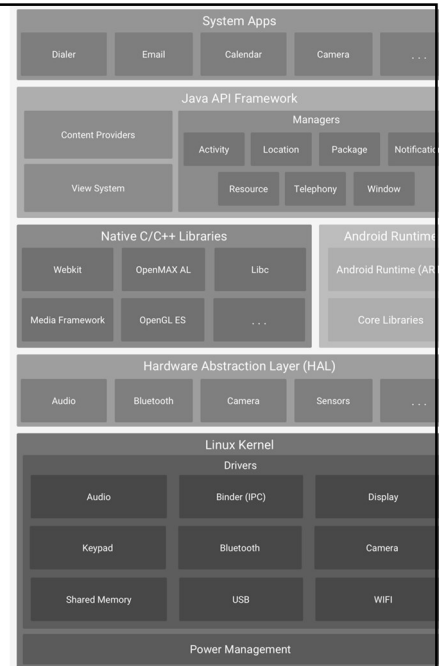 System Apps
Dialer Email Calendar Camera ...
Java API Framework
Content Providers
View System
Managers
Activity Location Package Notificatio
Resource Telephony Window
Native C/C++ Libraries
Webkit OpenMAX AL Libc
Media Framework OpenGL ES ...
Android Runtime
Android Runtime (AR
Core Libraries
Hardware Abstraction Layer (HAL)
Audio Bluetooth Camera Sensors ...
Linux Kernel
Drivers
Audio Binder (IPC) Display
Keypad Bluetooth Camera
Shared Memory USB WIFI
Power Management